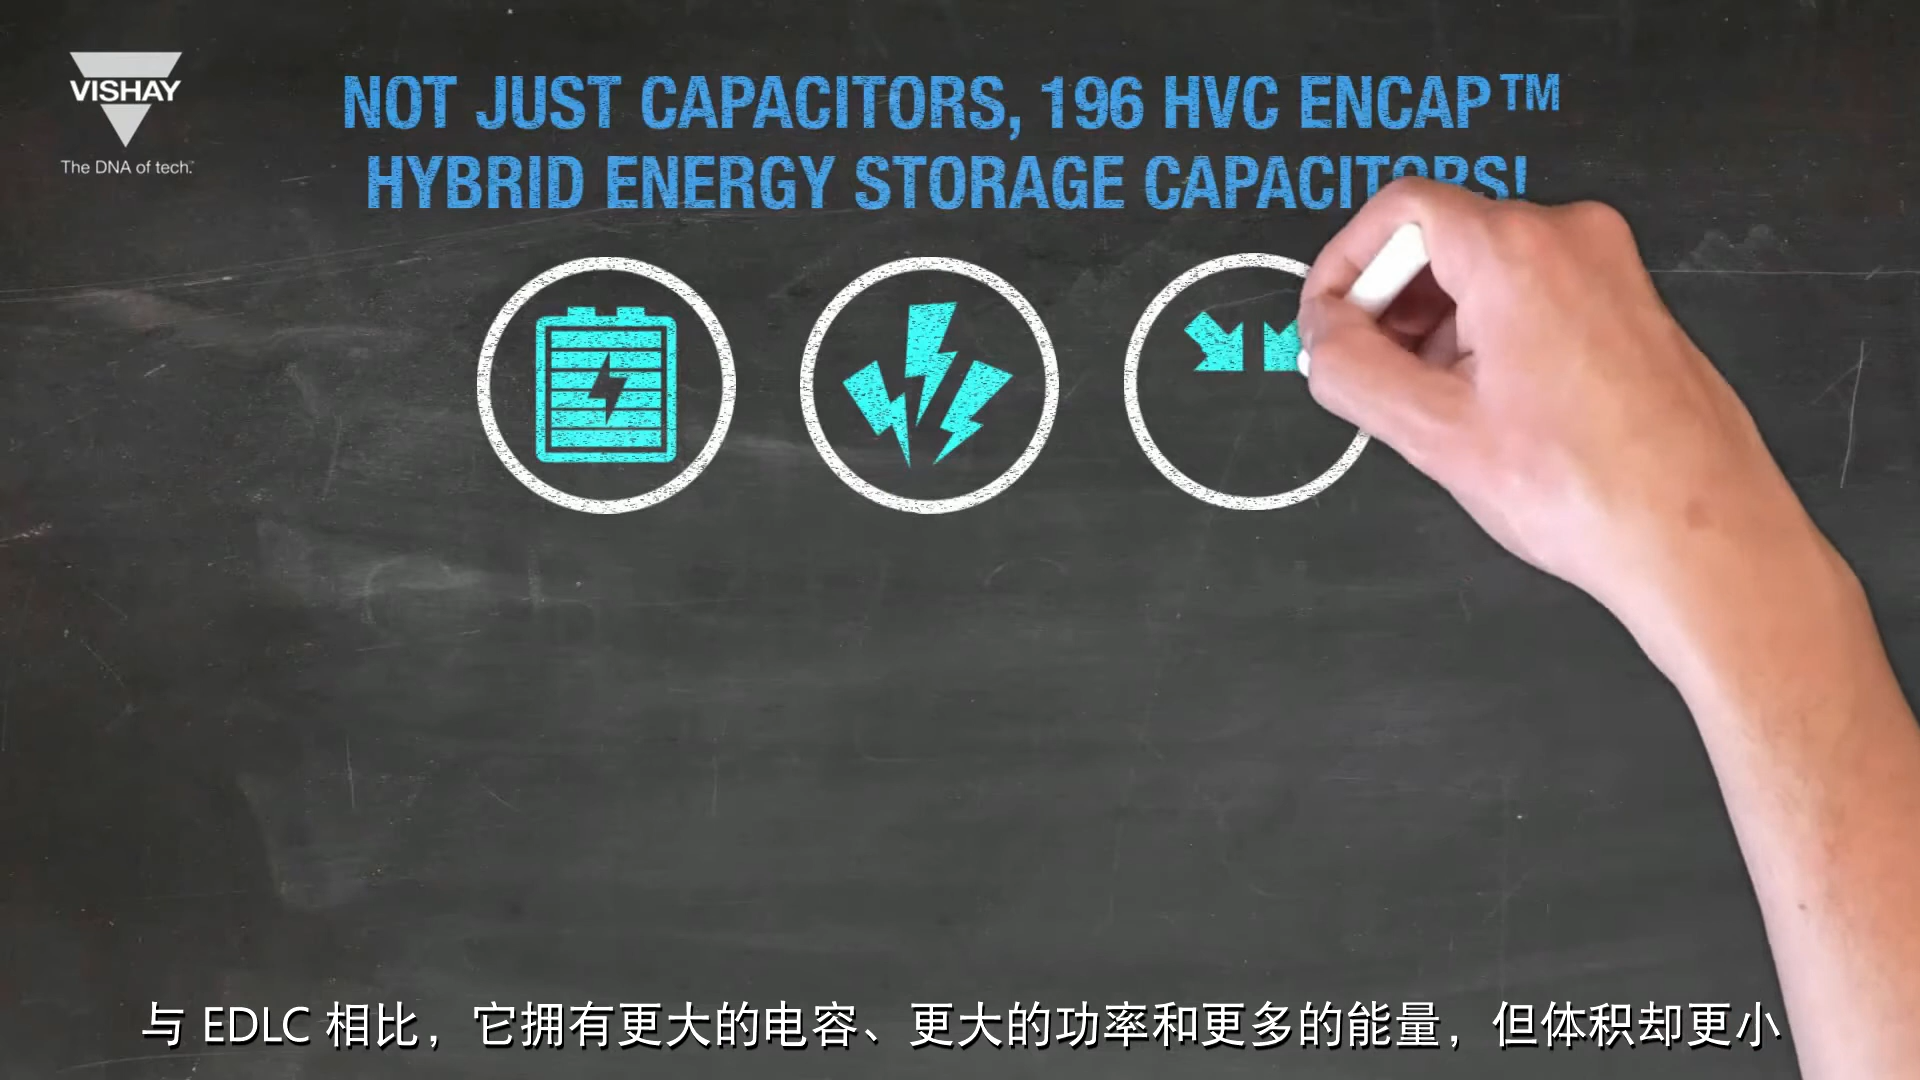 VISHAY
The DNA of tech.™
NOT JUST CAPACITORS, 196 HVC ENCAP™
HYBRID ENERGY STORAGE CAPACITORS!
与 EDLC 相比，它拥有更大的电容、更大的功率和更多的能量，但体积却更小